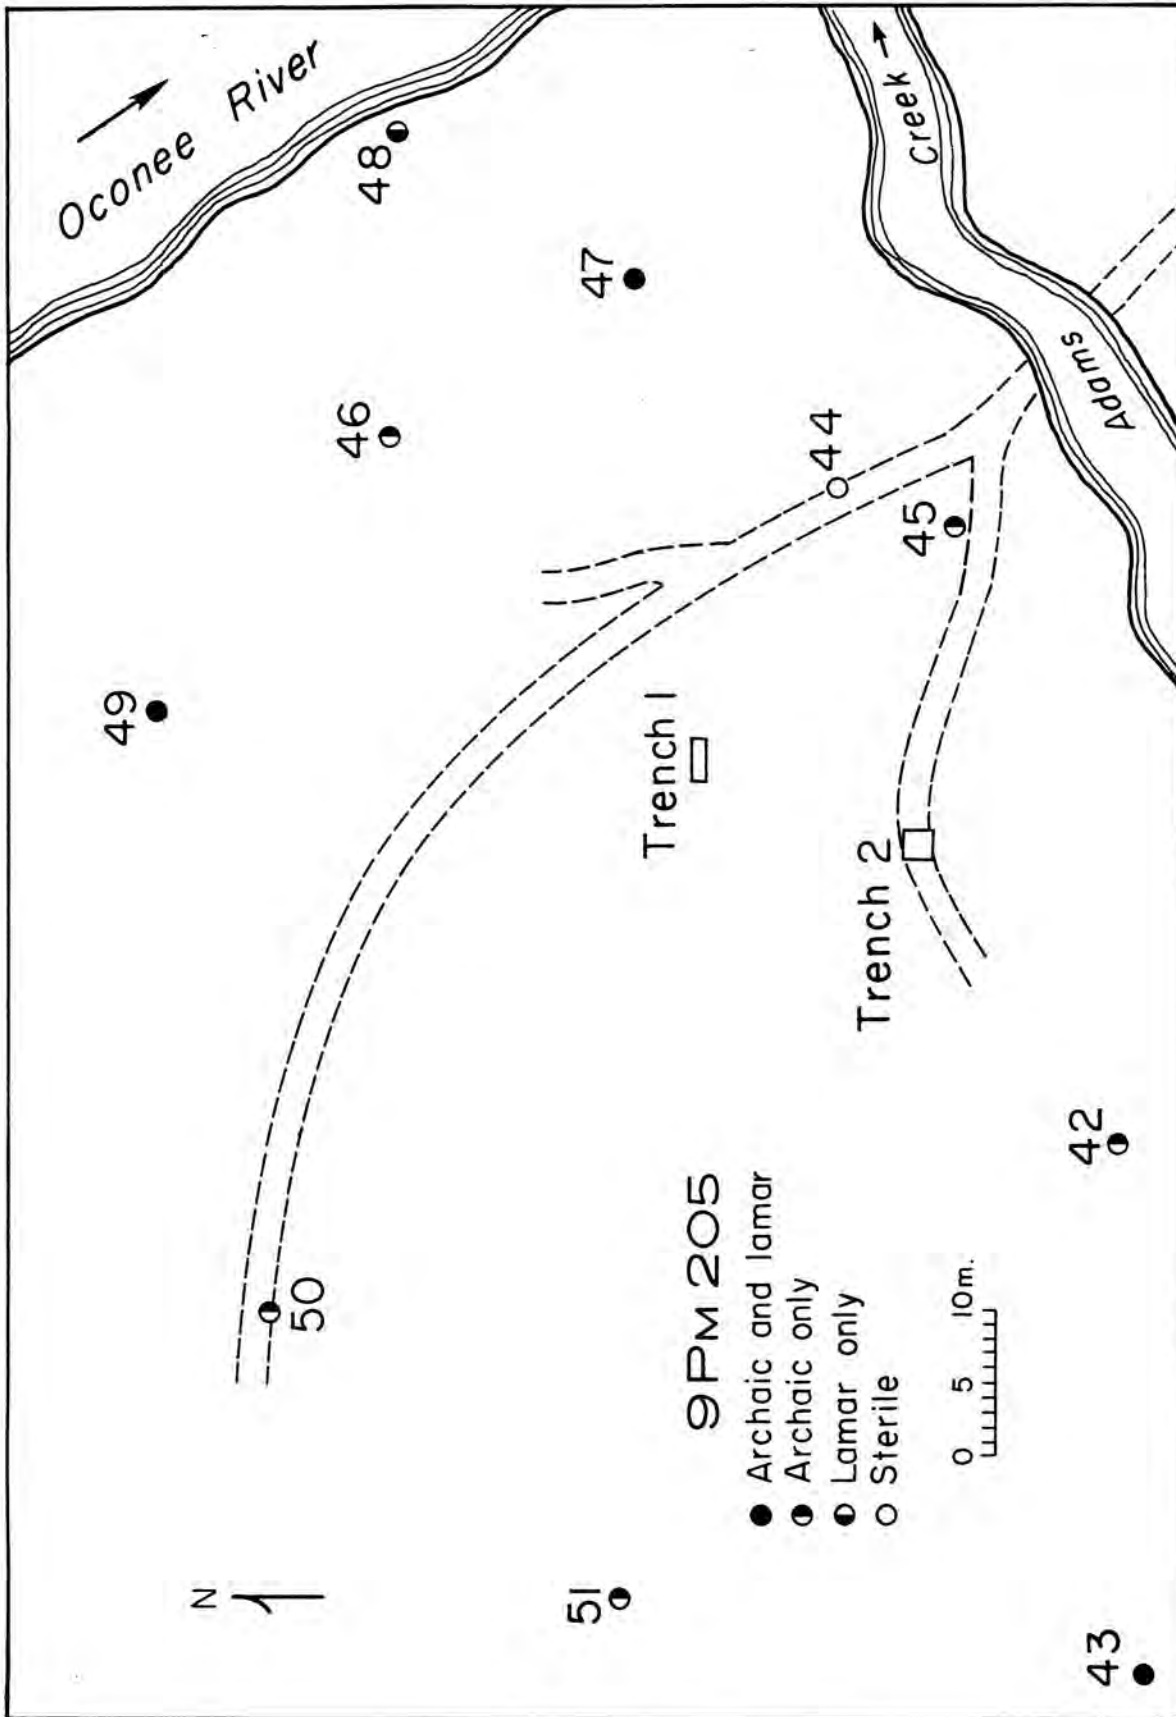 Oconee River
48
47
46
49
44
45
Creek
Adams
Trench 1
Trench 2
50
42
N
51
43
9PM 205
Archaic and lamar
Archaic only
Lamar only
Sterile
0 5 10m.